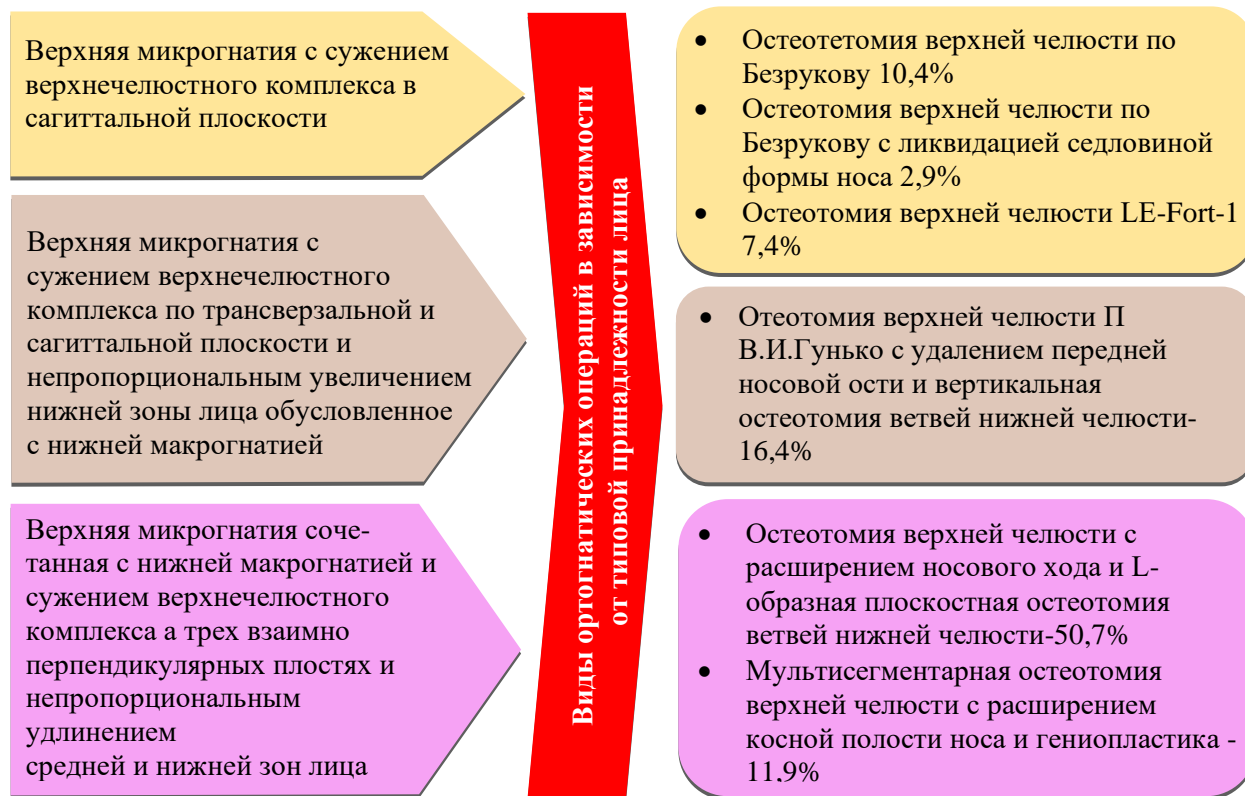 Верхняя микрогнатия с сужением
верхнечелюстного комплекса в
сагиттальной плоскости
Верхняя микрогнатия с
сужением верхнечелюстного
комплекса по трансверзальной и
сагиттальной плоскости и
непропорциональным увеличением
нижней зоны лица обусловленное
с нижней макрогнатией
Верхняя микрогнатия соче-
танная с нижней макрогнатией и
сужением верхнечелюстного
комплекса а трех взаимно
перпендикулярных плостях и
непропорциональным
удлинением
средней и нижней зон лица
Виды ортогнатических операций в зависимости
от типовой принадлежности лица
• Остеотетомия верхней челюсти по
Безрукову 10,4%
• Остеотомия верхней челюсти по
Безрукову с ликвидацией седловиной
формы носа 2,9%
• Остеотомия верхней челюсти LE-Fort-1
7,4%
• Отеотомия верхней челюсти П
В.И.Гунько с удалением передней
носовой ости и вертикальная
остеотомия ветвей нижней челюсти-
16,4%
• Остеотомия верхней челюсти с
расширением носового хода и L-
образная плоскостная остеотомия
ветвей нижней челюсти-50,7%
• Мультисегментарная остеотомия
верхней челюсти с расширением
косной полости носа и гениопластика -
11,9%